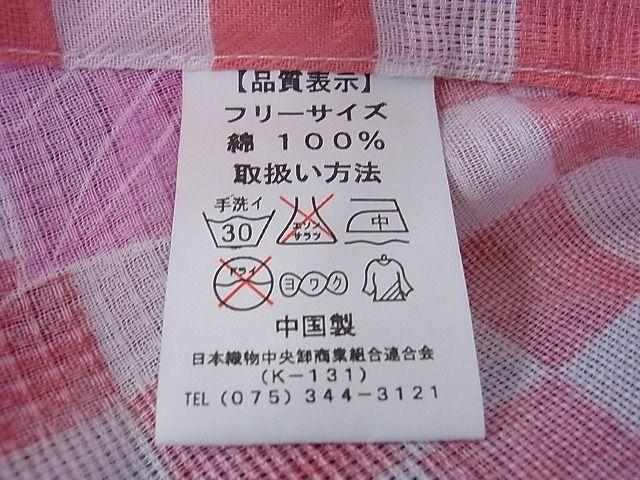 【品質表示】
フリーサイズ
綿 100%
取扱い方法
手洗イ
30
エンソ
サラシ
中
ドライ
ヨワク
中国製
日本織物中央卸商業組合連合会
(K-131)
TEL (075) 344-3121